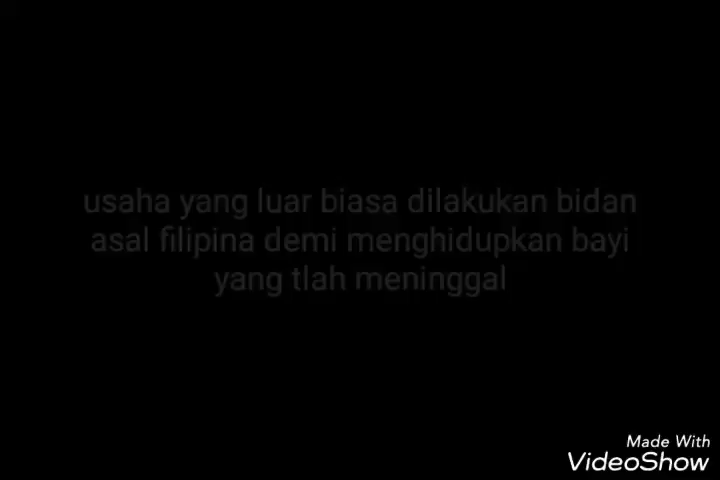 usaha yang luar biasa dilakukan bidan
asal filipina demi menghidupkan bayi
yang tlah meninggal
Made With
VideoShow